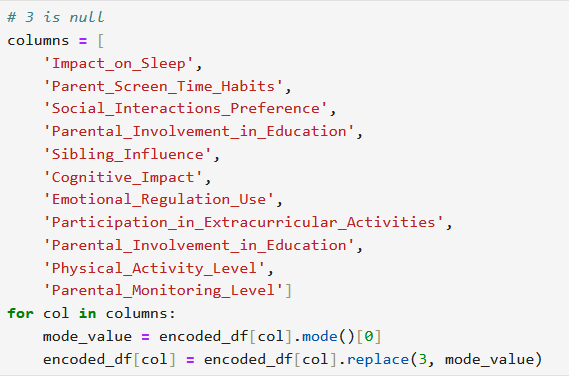 # 3 is null
columns = [
    'Impact_on_Sleep',
    'Parent_Screen_Time_Habits',
    'Social_Interactions_Preference',
    'Parental_Involvement_in_Education',
    'Sibling_Influence',
    'Cognitive_Impact',
    'Emotional_Regulation_Use',
    'Participation_in_Extracurricular_Activities',
    'Parental_Involvement_in_Education',
    'Physical_Activity_Level',
    'Parental_Monitoring_Level']
for col in columns:
    mode_value = encoded_df[col].mode()[0]
    encoded_df[col] = encoded_df[col].replace(3, mode_value)